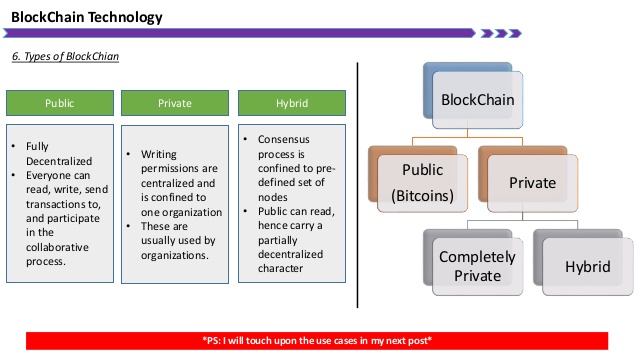 BlockChain Technology
6. Types of BlockChian
Public
Private
Hybrid
• Fully
Decentralized
• Everyone can
read, write, send
transactions to,
and participate
in the
collaborative
process.
• Writing
permissions are
centralized and
is confined to
one organization
• These are
usually used by
organizations.
• Consensus
process is
confined to pre-
defined set of
nodes
• Public can read,
hence carry a
partially
decentralized
character
BlockChain
Public
(Bitcoins)
Private
Completely
Private
Hybrid
*PS: I will touch upon the use cases in my next post*